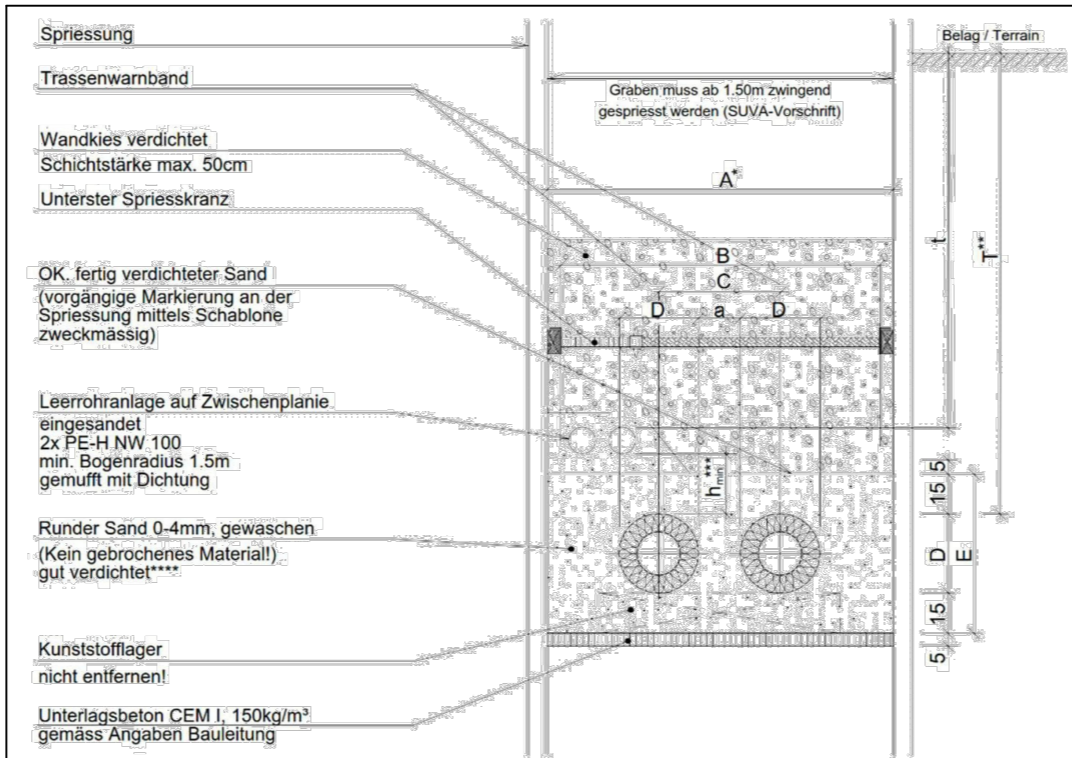 Spriessung
Trassenwarnband
Wandkies verdichtet
Schichtstärke max. 50cm
Unterster Spriesskranz
OK. fertig verdichteter Sand
(vorgängige Markierung an der
Spriessung mittels Schablone
zweckmässig)
Leerrohranlage auf Zwischenplanie
eingesandet
2x PE-H NW 100
min. Bogenradius 1.5m
gemufft mit Dichtung
Runder Sand 0-4mm, gewaschen
(Kein gebrochenes Material!)
gut verdichtet****
Kunststofflager
nicht entfernen!
Unterlagsbeton CEM I, 150kg/m³
gemäss Angaben Bauleitung
Belag / Terrain
Graben muss ab 1.50m zwingend
gespriesst werden (SUVA-Vorschrift)
A*
B
C
D a D
hmin***
t
T**
5
15
D
E
15
5